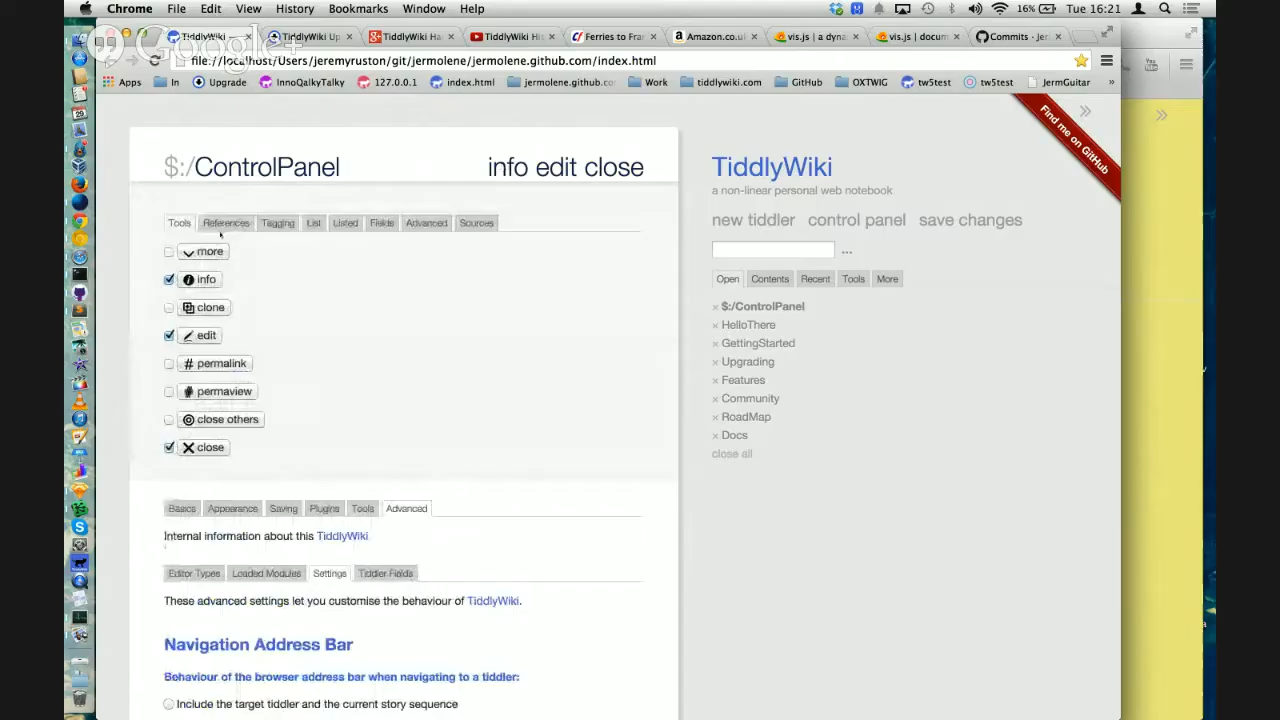 Chrome File Edit View History Bookmarks Window Help 16% Tue 16:21
Google+
TiddlyWiki TiddlyWiki Up TiddlyWiki Ha TiddlyWiki Hi Ferries to Fra Amazon.co.u vis.js | a dyna vis.js | docum Commits · Jer
file://localhost/Users/jeremyruston/git/jermolene/jermolene.github.com/index.html
Apps In Upgrade InnoQalkyTalky 127.0.0.1 index.html jermolene.github.co Work tiddlywiki.com GitHub OXTWIG tw5test tw5test JermGuitar »
Find me on GitHub
$:/ControlPanel info edit close
Tools References Tagging List Listed Fields Advanced Sources
more
info
clone
edit
permalink
permaview
close others
close
Basics Appearance Saving Plugins Tools Advanced
Internal information about this TiddlyWiki
Editor Types Loaded Modules Settings Tiddler Fields
These advanced settings let you customise the behaviour of TiddlyWiki.
Navigation Address Bar
Behaviour of the browser address bar when navigating to a tiddler:
Include the target tiddler and the current story sequence
TiddlyWiki
a non-linear personal web notebook
new tiddler control panel save changes
...
Open Contents Recent Tools More
× $:/ControlPanel
× HelloThere
× GettingStarted
× Upgrading
× Features
× Community
× RoadMap
× Docs
close all